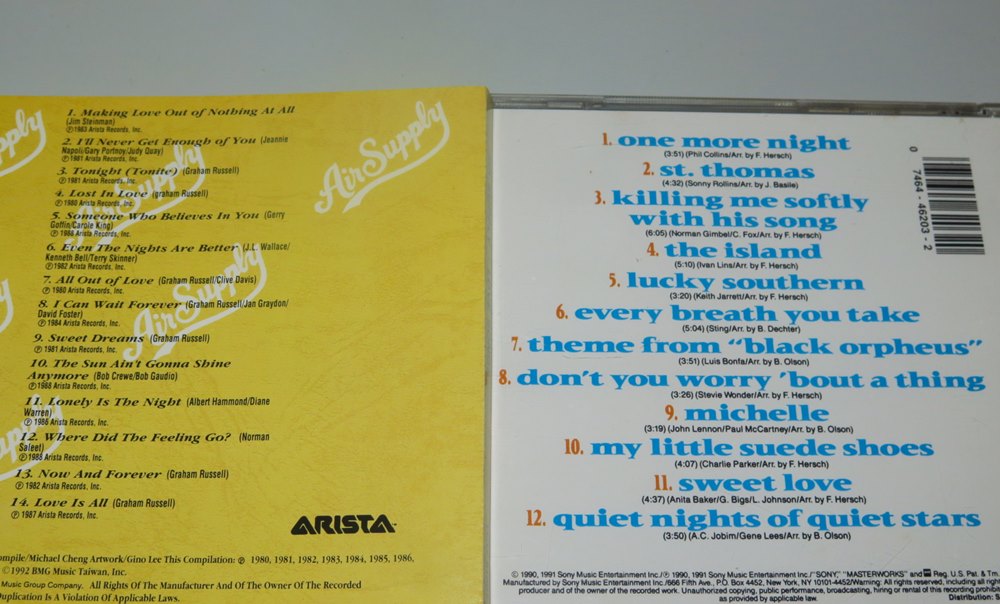 1. Making Love Out of Nothing At All
(Jim Steinman)
℗1983 Arista Records, Inc.
2. I'll Never Get Enough of You (Jeannie
Napoli/Gary Portnoy/Judy Quay)
℗1981 Arista Records, Inc.
3. Tonight (Tonite) (Graham Russell)
℗1981 Arista Records, Inc.
4. Lost In Love (graham Russell)
℗1980 Arista Records, Inc.
5. Someone Who Believes In You (Gerry
Goffin/Carole King)
℗1986 Arista Records, Inc.
6. Even The Nights Are Better (J.L. Wallace/
Kenneth Bell/Terry Skinner)
℗1982 Arista Records, Inc.
7. All Out of Love (Graham Russell/Clive Davis)
℗1980 Arista Records, Inc.
8. I Can Wait Forever (Graham Russell/Jan Graydon/
David Foster)
℗1984 Arista Records, Inc.
9. Sweet Dreams (Graham Russell)
℗1981 Arista Records, Inc.
10. The Sun Ain't Gonna Shine
Anymore (Bob Crewe/Bob Gaudio)
℗1988 Arista Records, Inc.
11. Lonely Is The Night (Albert Hammond/Diane
Warren)
℗1986 Arista Records, Inc.
12. Where Did The Feeling Go? (Norman
Saleet)
℗1988 Arista Records, Inc.
13. Now And Forever (Graham Russell)
℗1982 Arista Records, Inc.
14. Love Is All (Graham Russell)
℗1987 Arista Records, Inc.
Air Supply
Air Supply
Air Supply
Supply
Supply
ARISTA
ompile/Michael Cheng Artwork/Gino Lee This Compilation: ℗ 1980, 1981, 1982, 1983, 1984, 1985, 1986,
©1992 BMG Music Taiwan, Inc.
Music Group Company. All Rights Of The Manufacturer And Of The Owner Of The Recorded
Duplication Is A Violation Of Applicable Laws.
1. one more night
(3:51) (Phil Collins/Arr. by F. Hersch)
2. st. thomas
(4:32) (Sonny Rollins/Arr. by J. Basile)
3. killing me softly
with his song
(6:05) (Norman Gimbel/C. Fox/Arr. by F. Hersch)
4. the island
(5:10) (Ivan Lins/Arr. by F. Hersch)
5. lucky southern
(3:20) (Keith Jarrett/Arr. by F. Hersch)
6. every breath you take
(5:04) (Sting/Arr. by B. Dechter)
7. theme from "black orpheus"
(3:51) (Luis Bonfa/Arr. by B. Olson)
8. don't you worry 'bout a thing
(3:26) (Stevie Wonder/Arr. by F. Hersch)
9. michelle
(3:19) (John Lennon/Paul McCartney/Arr. by B. Olson)
10. my little suede shoes
(4:07) (Charlie Parker/Arr. by F. Hersch)
11. sweet love
(4:37) (Anita Baker/G. Bigs/L. Johnson/Arr. by F. Hersch)
12. quiet nights of quiet stars
(3:50) (A.C. Jobim/Gene Lees/Arr. by B. Olson)
0 7464-46203-2
© 1990, 1991 Sony Music Entertainment Inc./℗ 1990, 1991 Sony Music Entertainment Inc./"SONY," "MASTERWORKS" and Reg. U.S. Pat. & Tm.
Manufactured by Sony Music Entertainment Inc./666 Fifth Ave., P.O. Box 4452, New York, NY 10101-4452/Warning: All rights reserved, including all rights
producer and of the owner of the recorded work. Unauthorized copying, public performance, broadcasting, hiring or rental of this recording prohibit
as provided by applicable law. Distribution: S